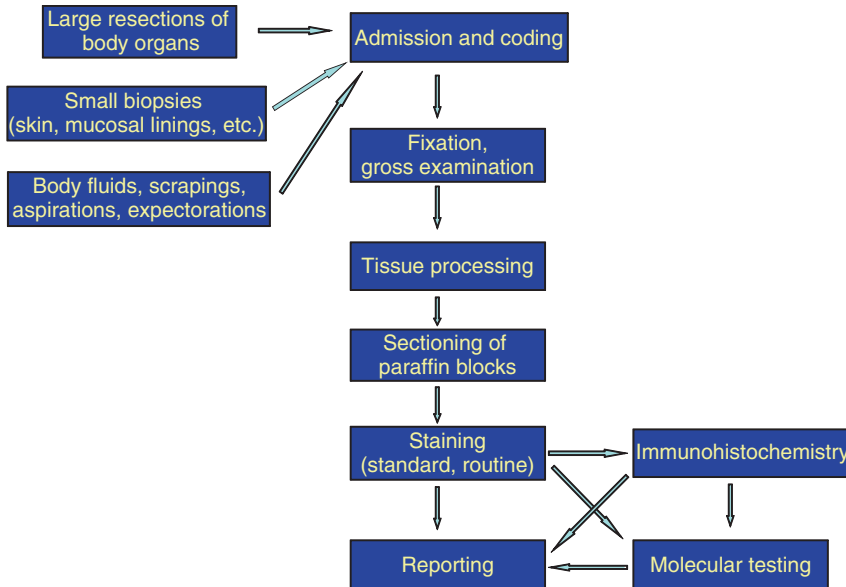 Large resections of
body organs
Admission and coding
Small biopsies
(skin, mucosal linings, etc.)
Body fluids, scrapings,
aspirations, expectorations
Fixation,
gross examination
Tissue processing
Sectioning of
paraffin blocks
Staining
(standard, routine)
Immunohistochemistry
Reporting
Molecular testing